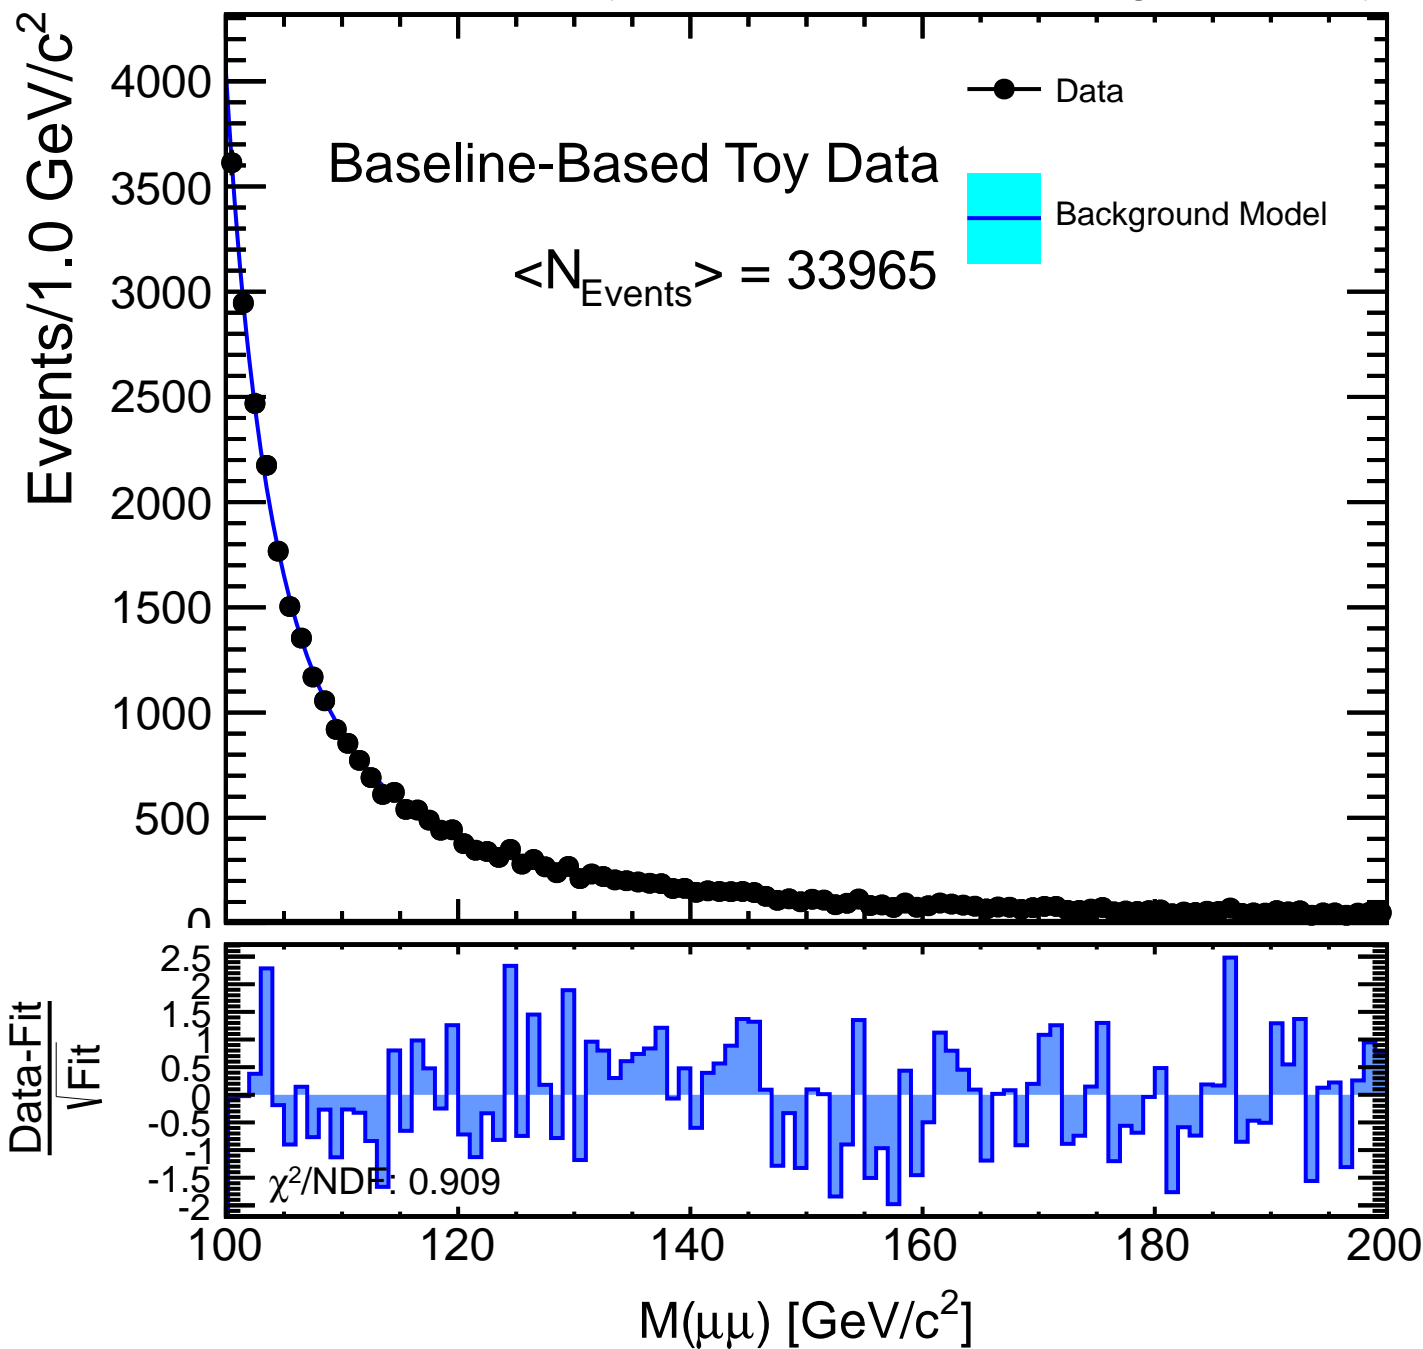 Events/1.0 GeV/c²
4000
3500
3000
2500
2000
1500
1000
500
0
Data
Baseline-Based Toy Data
Background Model
<N_Events> = 33965
Data-Fit
√Fit
2.5
2
1.5
1
0.5
0
-0.5
-1
-1.5
-2
χ²/NDF: 0.909
100 120 140 160 180 200
M(μμ) [GeV/c²]